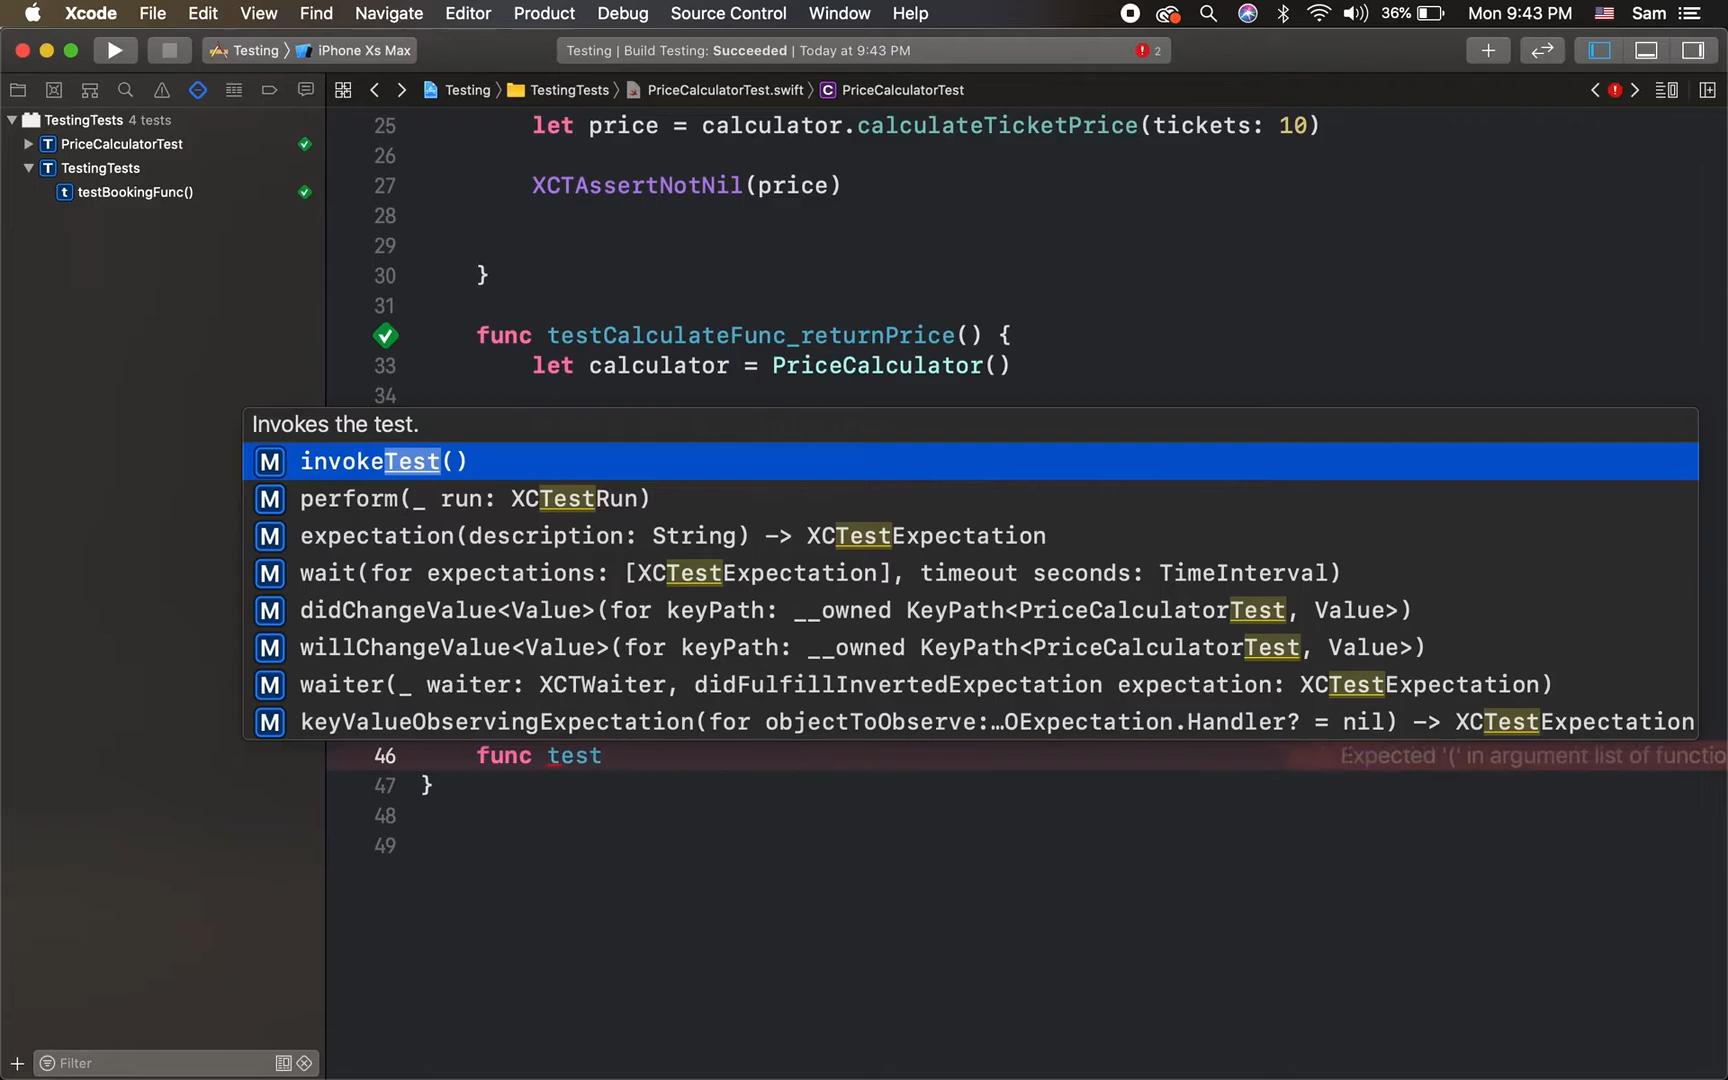 Xcode File Edit View Find Navigate Editor Product Debug Source Control Window Help 36% Mon 9:43 PM Sam
Testing iPhone Xs Max Testing | Build Testing: Succeeded | Today at 9:43 PM 2
Testing TestingTests PriceCalculatorTest.swift C PriceCalculatorTest
TestingTests 4 tests
T PriceCalculatorTest
T TestingTests
t testBookingFunc()
25 let price = calculator.calculateTicketPrice(tickets: 10)
26
27 XCTAssertNotNil(price)
28
29
30 }
31
func testCalculateFunc_returnPrice() {
33 let calculator = PriceCalculator()
34
Invokes the test.
M invokeTest()
M perform(_ run: XCTestRun)
M expectation(description: String) -> XCTestExpectation
M wait(for expectations: [XCTestExpectation], timeout seconds: TimeInterval)
M didChangeValue<Value>(for keyPath: __owned KeyPath<PriceCalculatorTest, Value>)
M willChangeValue<Value>(for keyPath: __owned KeyPath<PriceCalculatorTest, Value>)
M waiter(_ waiter: XCTWaiter, didFulfillInvertedExpectation expectation: XCTestExpectation)
M keyValueObservingExpectation(for objectToObserve:…OExpectation.Handler? = nil) -> XCTestExpectation
46 func test Expected '(' in argument list of functio
47 }
48
49
Filter